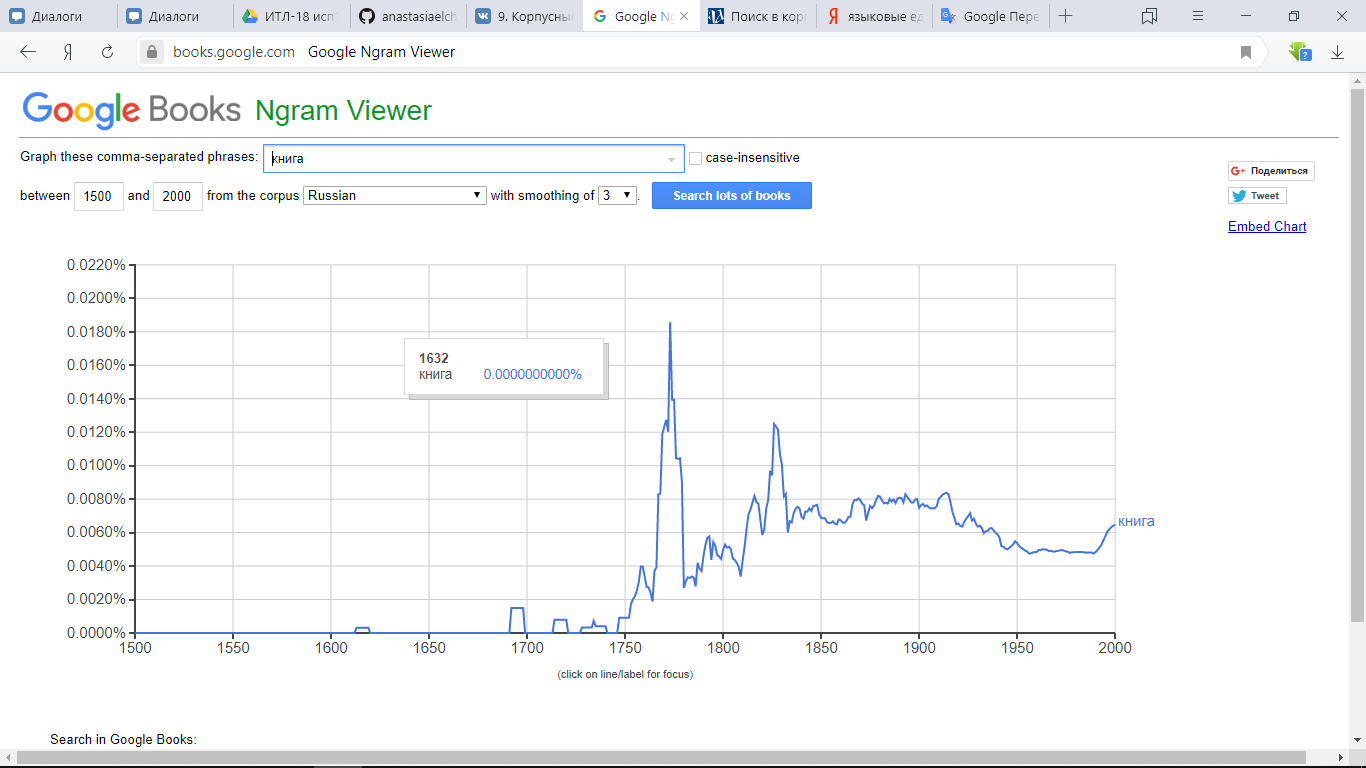 Диалоги
Диалоги
ИТЛ-18 исп
anastasiaelch
9. Корпусны
Google Ng
Поиск в кор
языковые ед
Google Пере
books.google.com Google Ngram Viewer
Google Books Ngram Viewer
Graph these comma-separated phrases: книга case-insensitive
between 1500 and 2000 from the corpus Russian with smoothing of 3 . Search lots of books
Поделиться
Tweet
Embed Chart
0.0220%
0.0200%
0.0180%
0.0160%
0.0140%
0.0120%
0.0100%
0.0080%
0.0060%
0.0040%
0.0020%
0.0000%
1632
книга 0.0000000000%
книга
1500 1550 1600 1650 1700 1750 1800 1850 1900 1950 2000
(click on line/label for focus)
Search in Google Books: